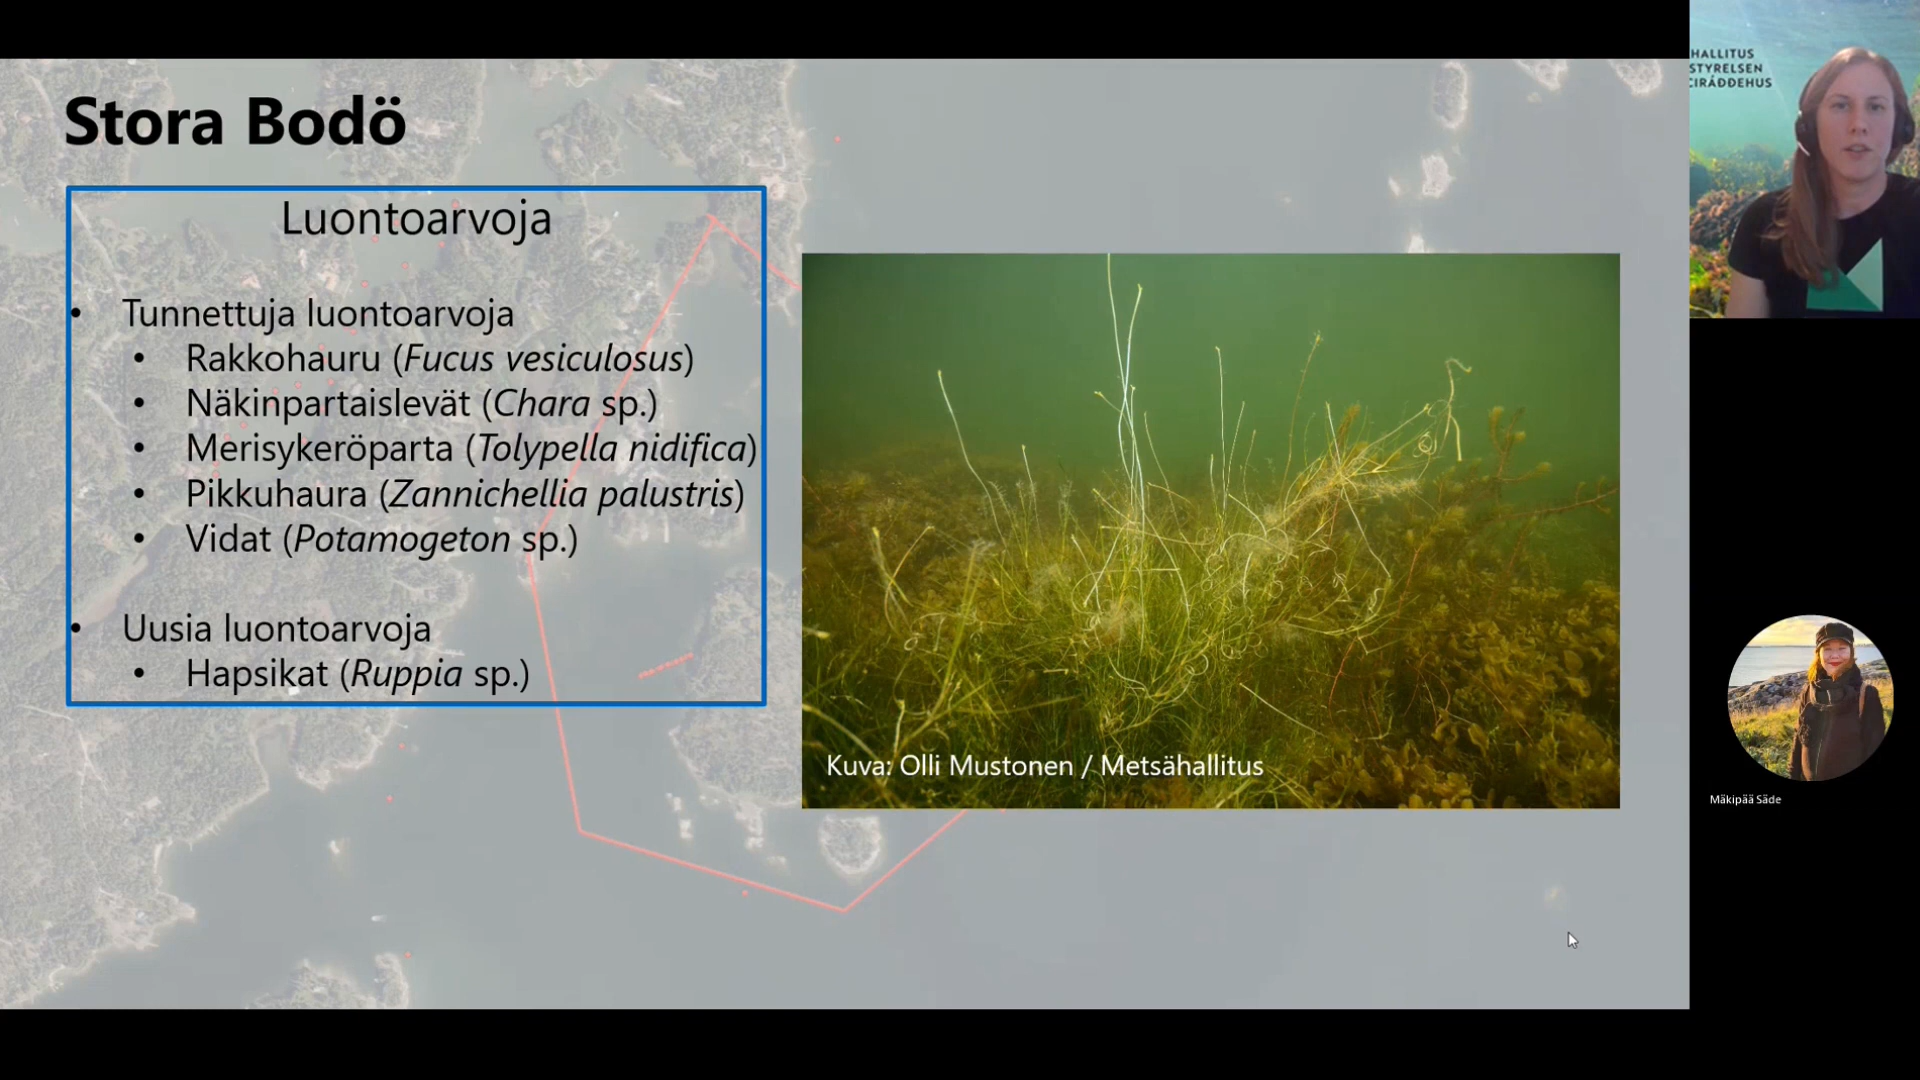 Stora Bodö
Luontoarvoja
• Tunnettuja luontoarvoja
• Rakkohauru (Fucus vesiculosus)
• Näkinpartaislevät (Chara sp.)
• Merisykeröparta (Tolypella nidifica)
• Pikkuhaura (Zannichellia palustris)
• Vidat (Potamogeton sp.)
• Uusia luontoarvoja
• Hapsikat (Ruppia sp.)
Kuva: Olli Mustonen / Metsähallitus
HALLITUS
STYRELSEN
CIRÁÐÐEHUS
Mäkipää Säde